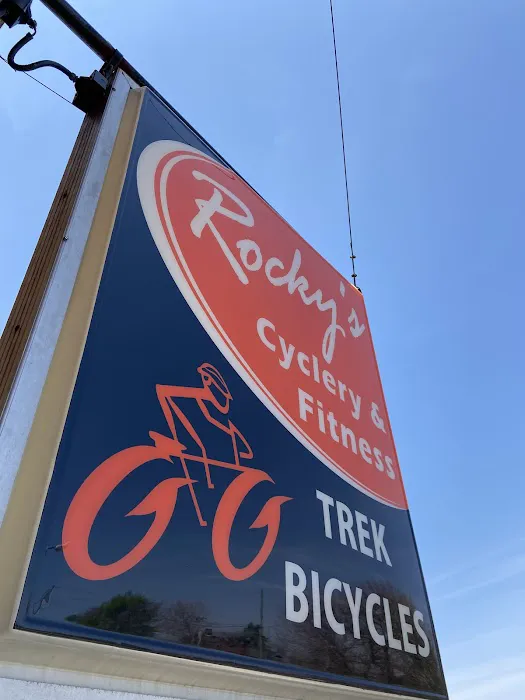 Rocky's
Cyclery &
Fitness
TREK
BICYCLES